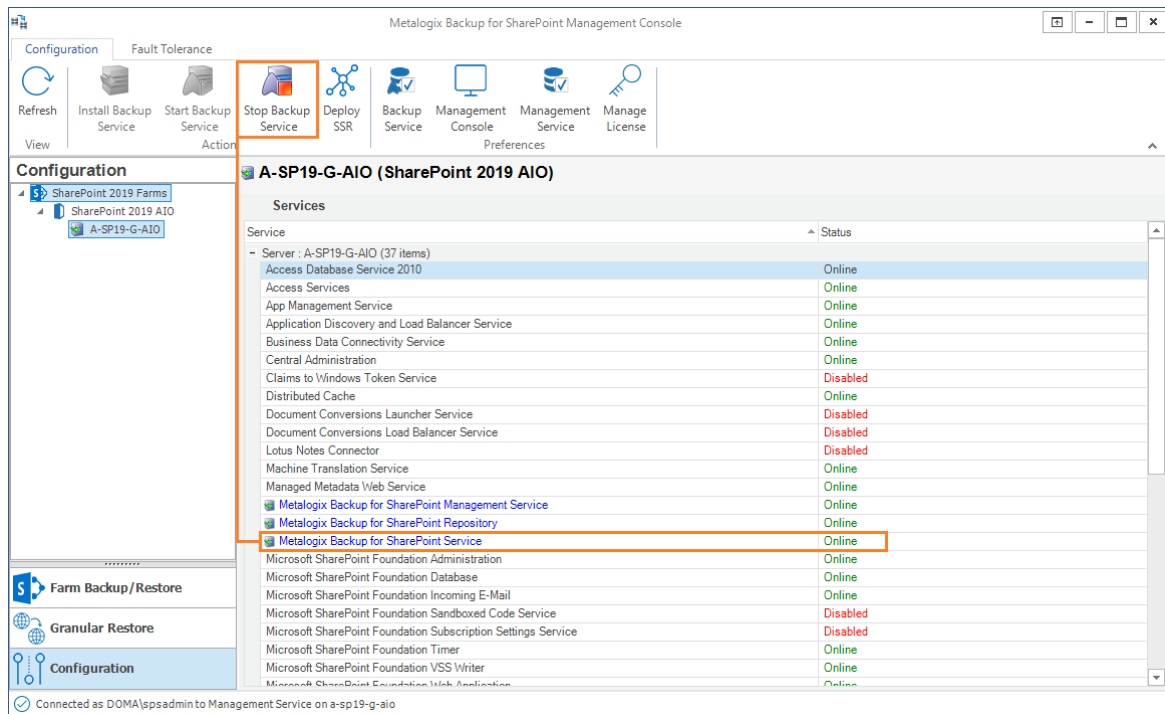 Metalogix Backup for SharePoint Management Console
Configuration Fault Tolerance
Refresh
Install Backup Service
Start Backup Service
Stop Backup Service
Deploy SSR
Backup Service
Management Console
Management Service
Manage License
View Action Preferences
Configuration
SharePoint 2019 Farms
SharePoint 2019 AIO
A-SP19-G-AIO
A-SP19-G-AIO (SharePoint 2019 AIO)
Services
Service Status
Server : A-SP19-G-AIO (37 items)
Access Database Service 2010 Online
Access Services Online
App Management Service Online
Application Discovery and Load Balancer Service Online
Business Data Connectivity Service Online
Central Administration Online
Claims to Windows Token Service Disabled
Distributed Cache Online
Document Conversions Launcher Service Disabled
Document Conversions Load Balancer Service Disabled
Lotus Notes Connector Disabled
Machine Translation Service Online
Managed Metadata Web Service Online
Metalogix Backup for SharePoint Management Service Online
Metalogix Backup for SharePoint Repository Online
Metalogix Backup for SharePoint Service Online
Microsoft SharePoint Foundation Administration Online
Microsoft SharePoint Foundation Database Online
Microsoft SharePoint Foundation Incoming E-Mail Online
Microsoft SharePoint Foundation Sandboxed Code Service Disabled
Microsoft SharePoint Foundation Subscription Settings Service Disabled
Microsoft SharePoint Foundation Timer Online
Microsoft SharePoint Foundation VSS Writer Online
Microsoft SharePoint Foundation Web Application Online
Farm Backup/Restore
Granular Restore
Configuration
Connected as DOMA\spsadmin to Management Service on a-sp19-g-aio